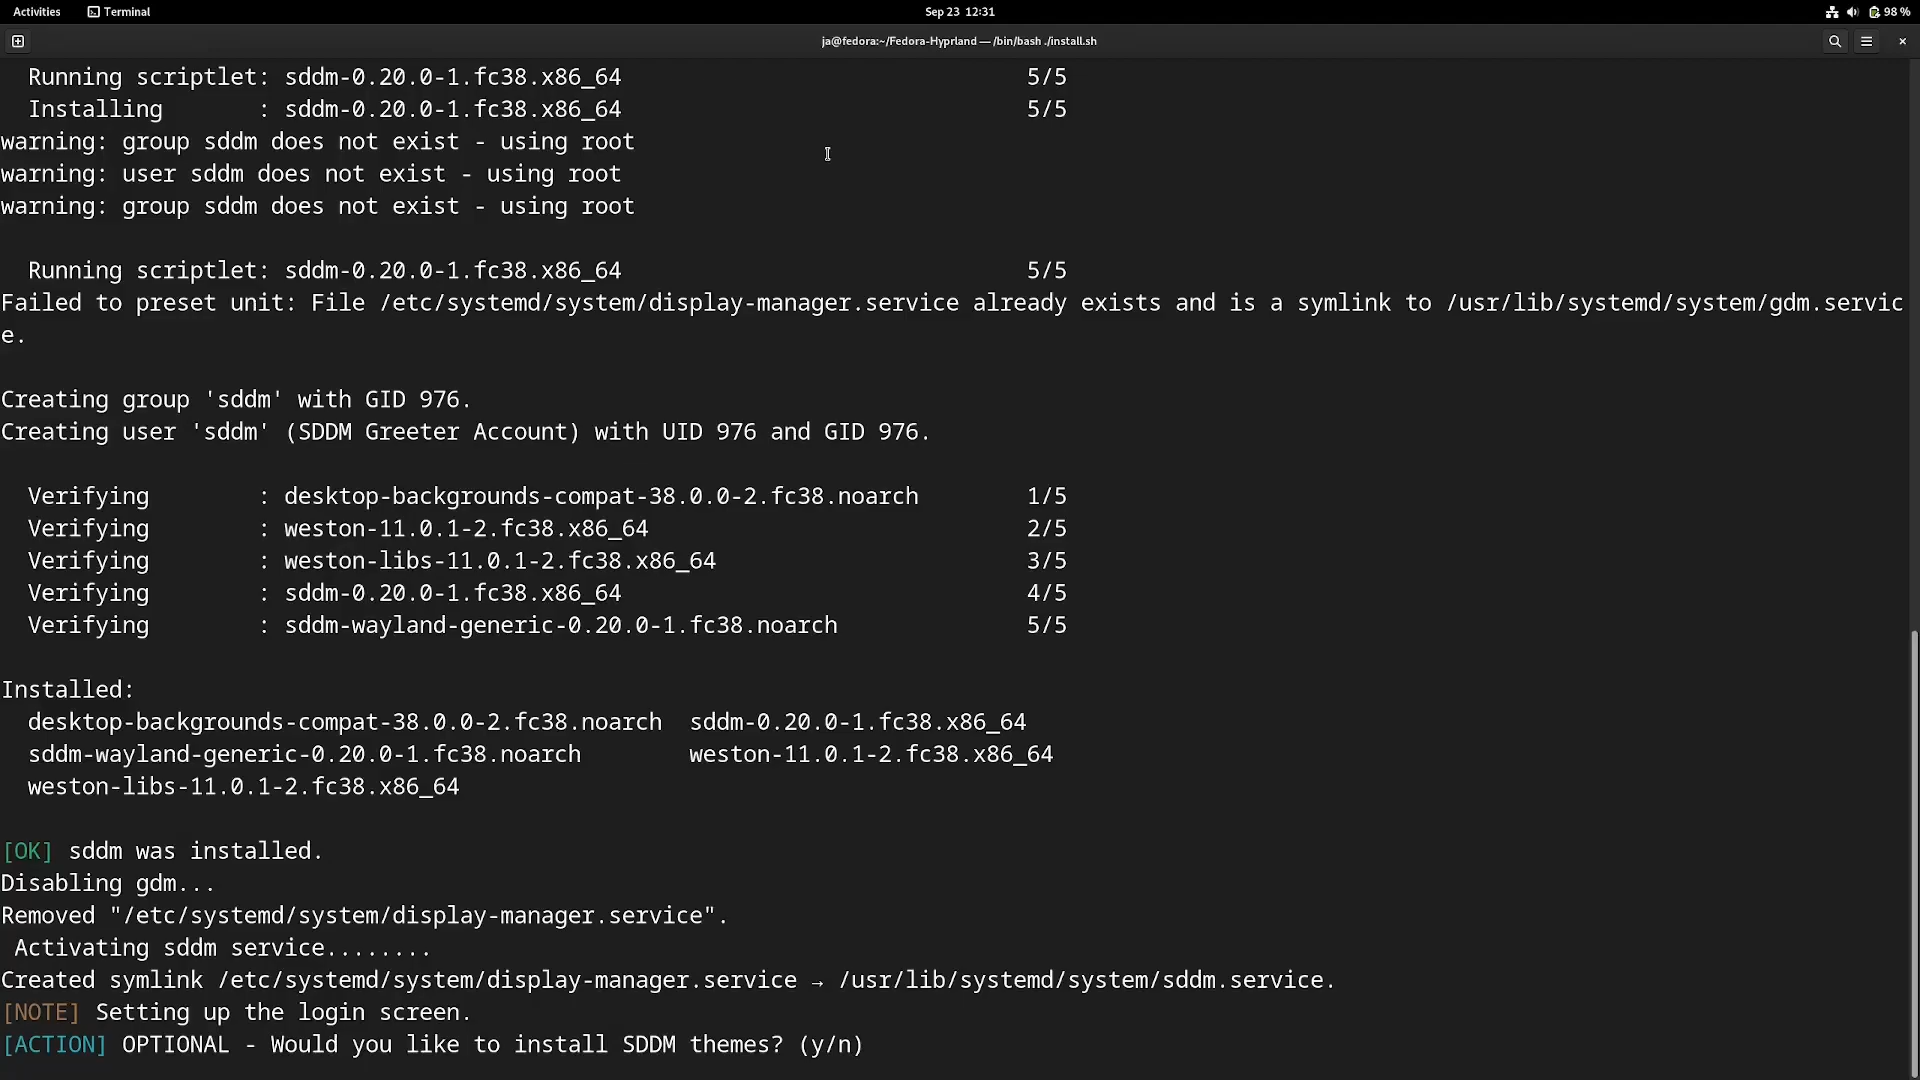 Activities Terminal Sep 23 12:31 98 %
ja@fedora:~/Fedora-Hyprland — /bin/bash ./install.sh
Running scriptlet: sddm-0.20.0-1.fc38.x86_64 5/5
Installing : sddm-0.20.0-1.fc38.x86_64 5/5
warning: group sddm does not exist - using root
warning: user sddm does not exist - using root
warning: group sddm does not exist - using root
Running scriptlet: sddm-0.20.0-1.fc38.x86_64 5/5
Failed to preset unit: File /etc/systemd/system/display-manager.service already exists and is a symlink to /usr/lib/systemd/system/gdm.servic
e.
Creating group 'sddm' with GID 976.
Creating user 'sddm' (SDDM Greeter Account) with UID 976 and GID 976.
Verifying : desktop-backgrounds-compat-38.0.0-2.fc38.noarch 1/5
Verifying : weston-11.0.1-2.fc38.x86_64 2/5
Verifying : weston-libs-11.0.1-2.fc38.x86_64 3/5
Verifying : sddm-0.20.0-1.fc38.x86_64 4/5
Verifying : sddm-wayland-generic-0.20.0-1.fc38.noarch 5/5
Installed:
desktop-backgrounds-compat-38.0.0-2.fc38.noarch sddm-0.20.0-1.fc38.x86_64
sddm-wayland-generic-0.20.0-1.fc38.noarch weston-11.0.1-2.fc38.x86_64
weston-libs-11.0.1-2.fc38.x86_64
[OK] sddm was installed.
Disabling gdm...
Removed "/etc/systemd/system/display-manager.service".
Activating sddm service........
Created symlink /etc/systemd/system/display-manager.service → /usr/lib/systemd/system/sddm.service.
[NOTE] Setting up the login screen.
[ACTION] OPTIONAL - Would you like to install SDDM themes? (y/n)